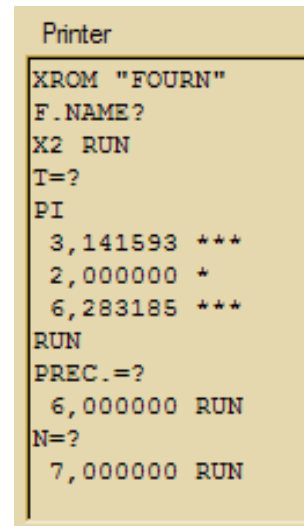 Printer
XROM "FOURN"
F.NAME?
X2 RUN
T=?
PI
3,141593 ***
2,000000 *
6,283185 ***
RUN
PREC.=?
6,000000 RUN
N=?
7,000000 RUN